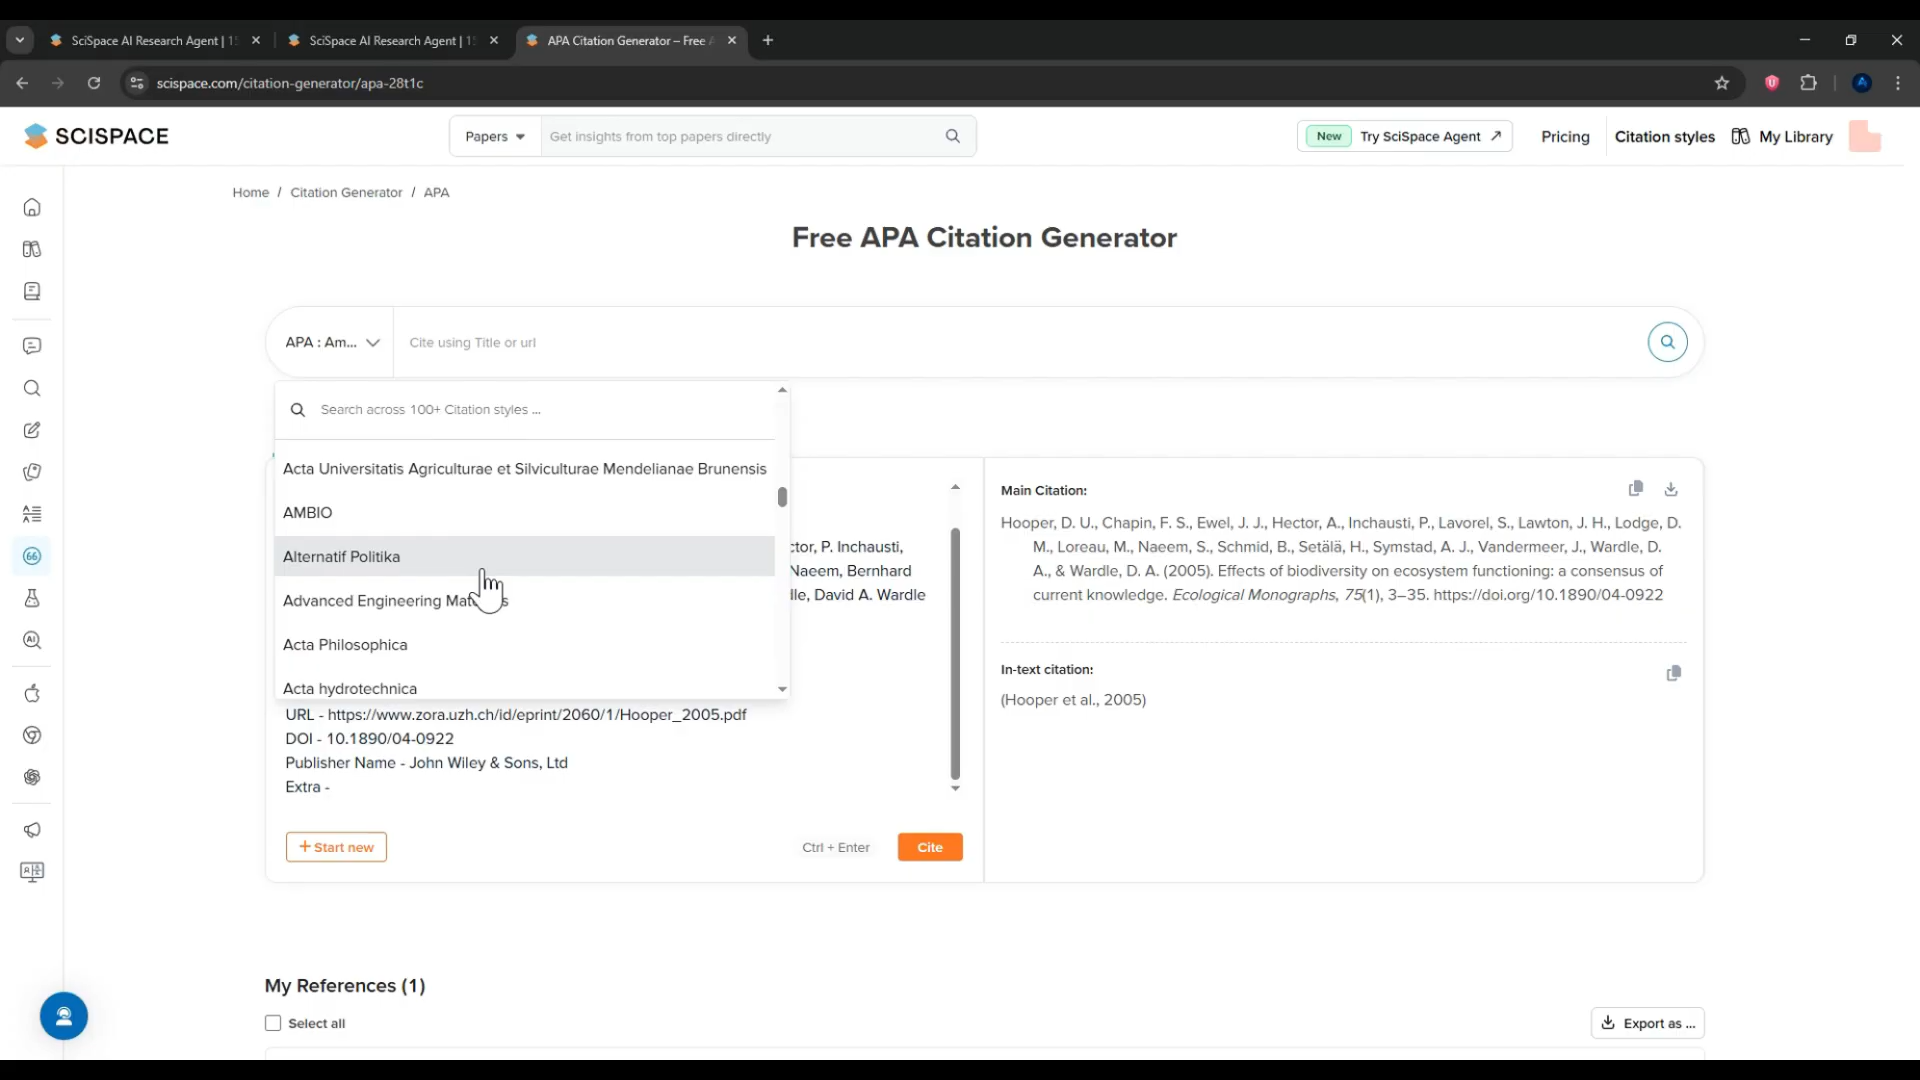 SciSpace AI Research Agent | 1
SciSpace AI Research Agent | 1
APA Citation Generator – Free
scispace.com/citation-generator/apa-28t1c
SCISPACE
Papers
Get insights from top papers directly
New
Try SciSpace Agent
Pricing
Citation styles
My Library
Home / Citation Generator / APA
Free APA Citation Generator
APA : Am...
Cite using Title or url
Search across 100+ Citation styles ...
Acta Universitatis Agriculturae et Silviculturae Mendelianae Brunensis
AMBIO
Alternatif Politika
Advanced Engineering
Acta Philosophica
Acta hydrotechnica
ctor, P. Inchausti,
Naeem, Bernhard
lle, David A. Wardle
URL - https://www.zora.uzh.ch/id/eprint/2060/1/Hooper_2005.pdf
DOI - 10.1890/04-0922
Publisher Name - John Wiley & Sons, Ltd
Extra -
+ Start new
Ctrl + Enter
Cite
Main Citation:
Hooper, D. U., Chapin, F. S., Ewel, J. J., Hector, A., Inchausti, P., Lavorel, S., Lawton, J. H., Lodge, D.
M., Loreau, M., Naeem, S., Schmid, B., Setälä, H., Symstad, A. J., Vandermeer, J., Wardle, D.
A., & Wardle, D. A. (2005). Effects of biodiversity on ecosystem functioning: a consensus of
current knowledge. Ecological Monographs, 75(1), 3–35. https://doi.org/10.1890/04-0922
In-text citation:
(Hooper et al., 2005)
My References (1)
Select all
Export as ...